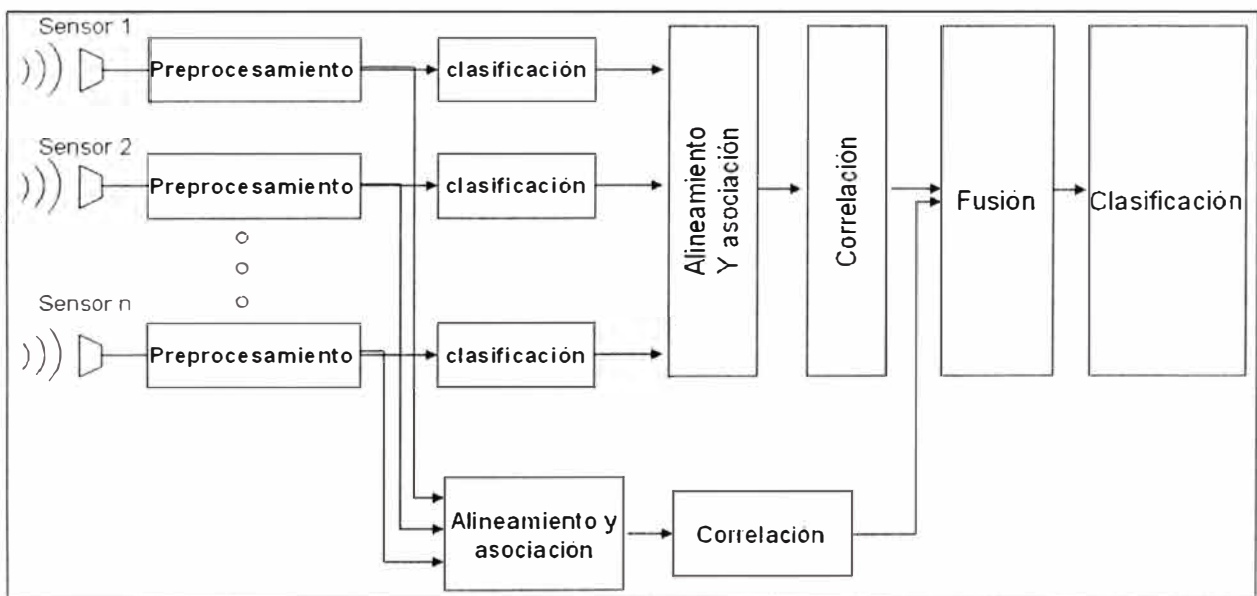 Sensor 1
Preprocesamiento
clasificación
Sensor 2
Preprocesamiento
clasificación
Sensor n
Preprocesamiento
clasificación
Alineamiento
Y asociación
Correlación
Fusión
Clasificación
Alineamiento y
asociación
Correlación